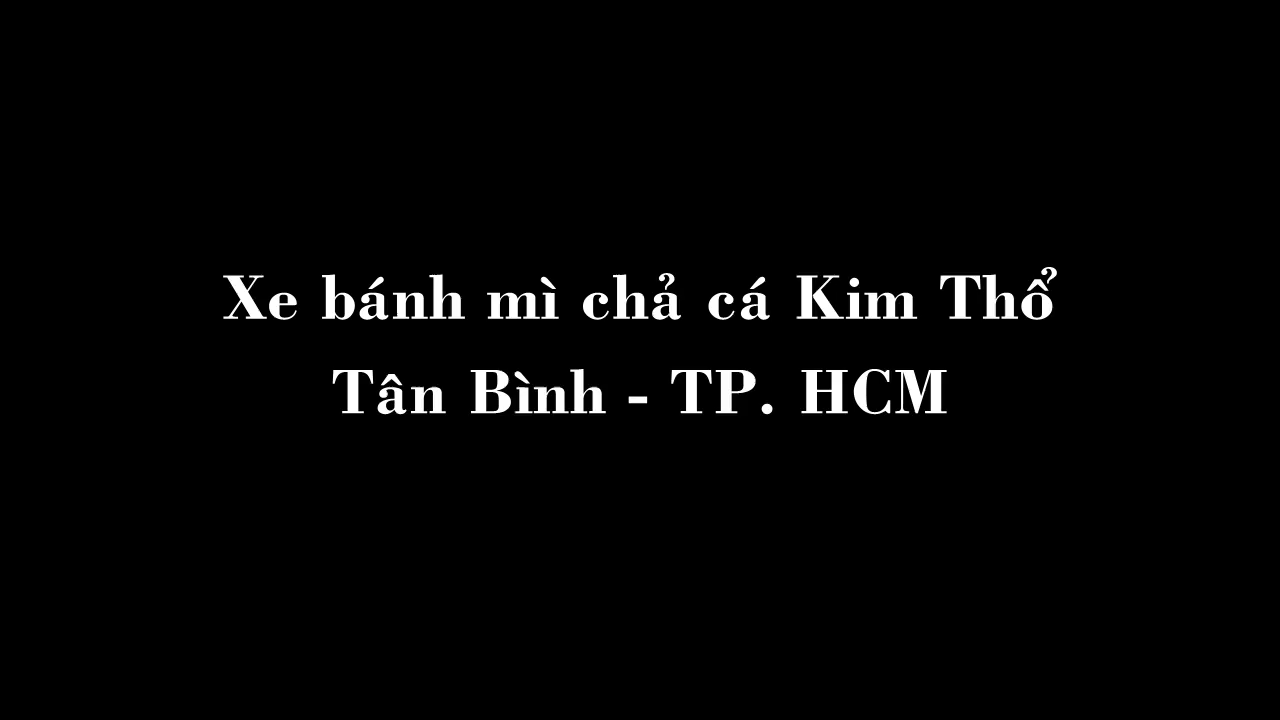 Xe bánh mì chả cá Kim Thổ
Tân Bình - TP. HCM